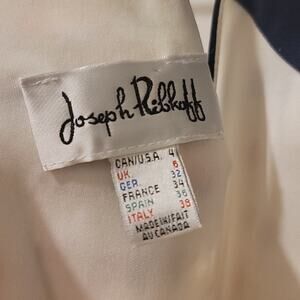 Joseph Ribkoff
CAN/U.S.A. 4
UK. 6
GER. 32
FRANCE 34
SPAIN 36
ITALY 38
MADE IN/FAIT
AU CANADA